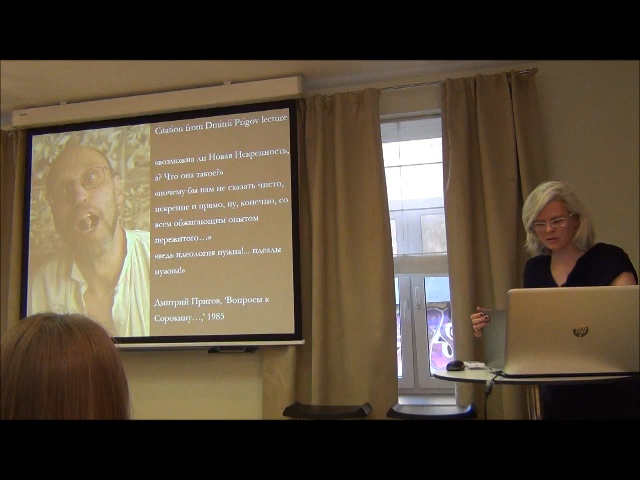 Citation from Dmitrii Prigov lecture
«возможна ли Новая Искренность,
а? Что она такое?»
«почему бы нам не сказать чисто,
искренне и прямо, ну, конечно, со
всем обжигающим опытом
пережитого…»
«ведь идеология нужна!... идеалы
нужны!»
Дмитрий Пригов, 'Вопросы к
Сорокину…,' 1985
hp